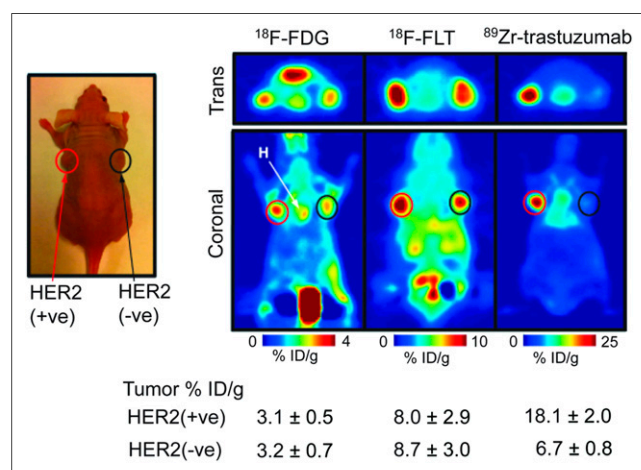 18F-FDG 18F-FLT 89Zr-trastuzumab
Trans
H
Coronal
HER2 (+ve)
HER2 (-ve)
0 4 0 10 0 25
% ID/g % ID/g % ID/g
Tumor % ID/g
HER2(+ve) 3.1 ± 0.5 8.0 ± 2.9 18.1 ± 2.0
HER2(-ve) 3.2 ± 0.7 8.7 ± 3.0 6.7 ± 0.8